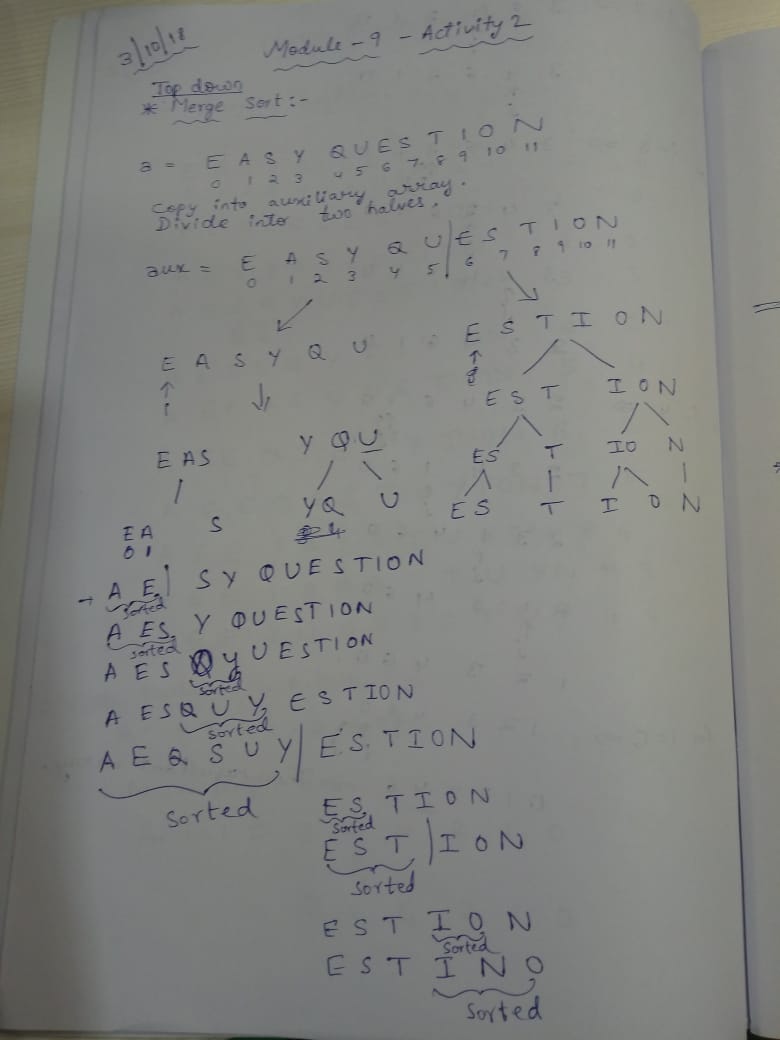 3/10/18
Module - 9 - Activity 2
Top down
* Merge Sort :-
a = E A S Y Q U E S T I O N
0 1 2 3 4 5 6 7 8 9 10 11
Copy into auxiliary array.
Divide into two halves.
aux = E A S Y Q U | E S T I O N
0 1 2 3 4 5 6 7 8 9 10 11
E A S Y Q U E S T I O N
E S T I O N
E A S Y Q U E S T I O N
E A S Y Q U E S T I O N
0 1
→ A E | S Y Q U E S T I O N
sorted
A E S, Y Q U E S T I O N
sorted
A E S Q Y U E S T I O N
sorted
A E S Q U Y, E S T I O N
sorted
A E Q S U Y | E S T I O N
Sorted
E S, T I O N
Sorted
E S T | I O N
Sorted
E S T I O N
Sorted
E S T I N O
Sorted